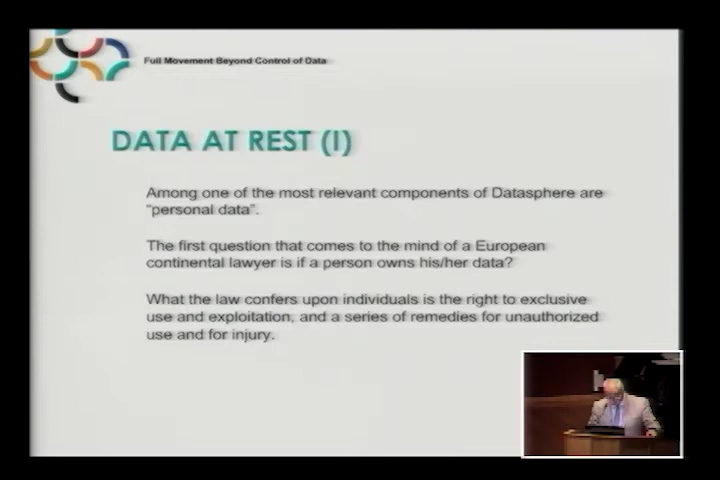 Full Movement Beyond Control of Data
DATA AT REST (I)
Among one of the most relevant components of Datasphere are
“personal data”.
The first question that comes to the mind of a European
continental lawyer is if a person owns his/her data?
What the law confers upon individuals is the right to exclusive
use and exploitation, and a series of remedies for unauthorized
use and for injury.